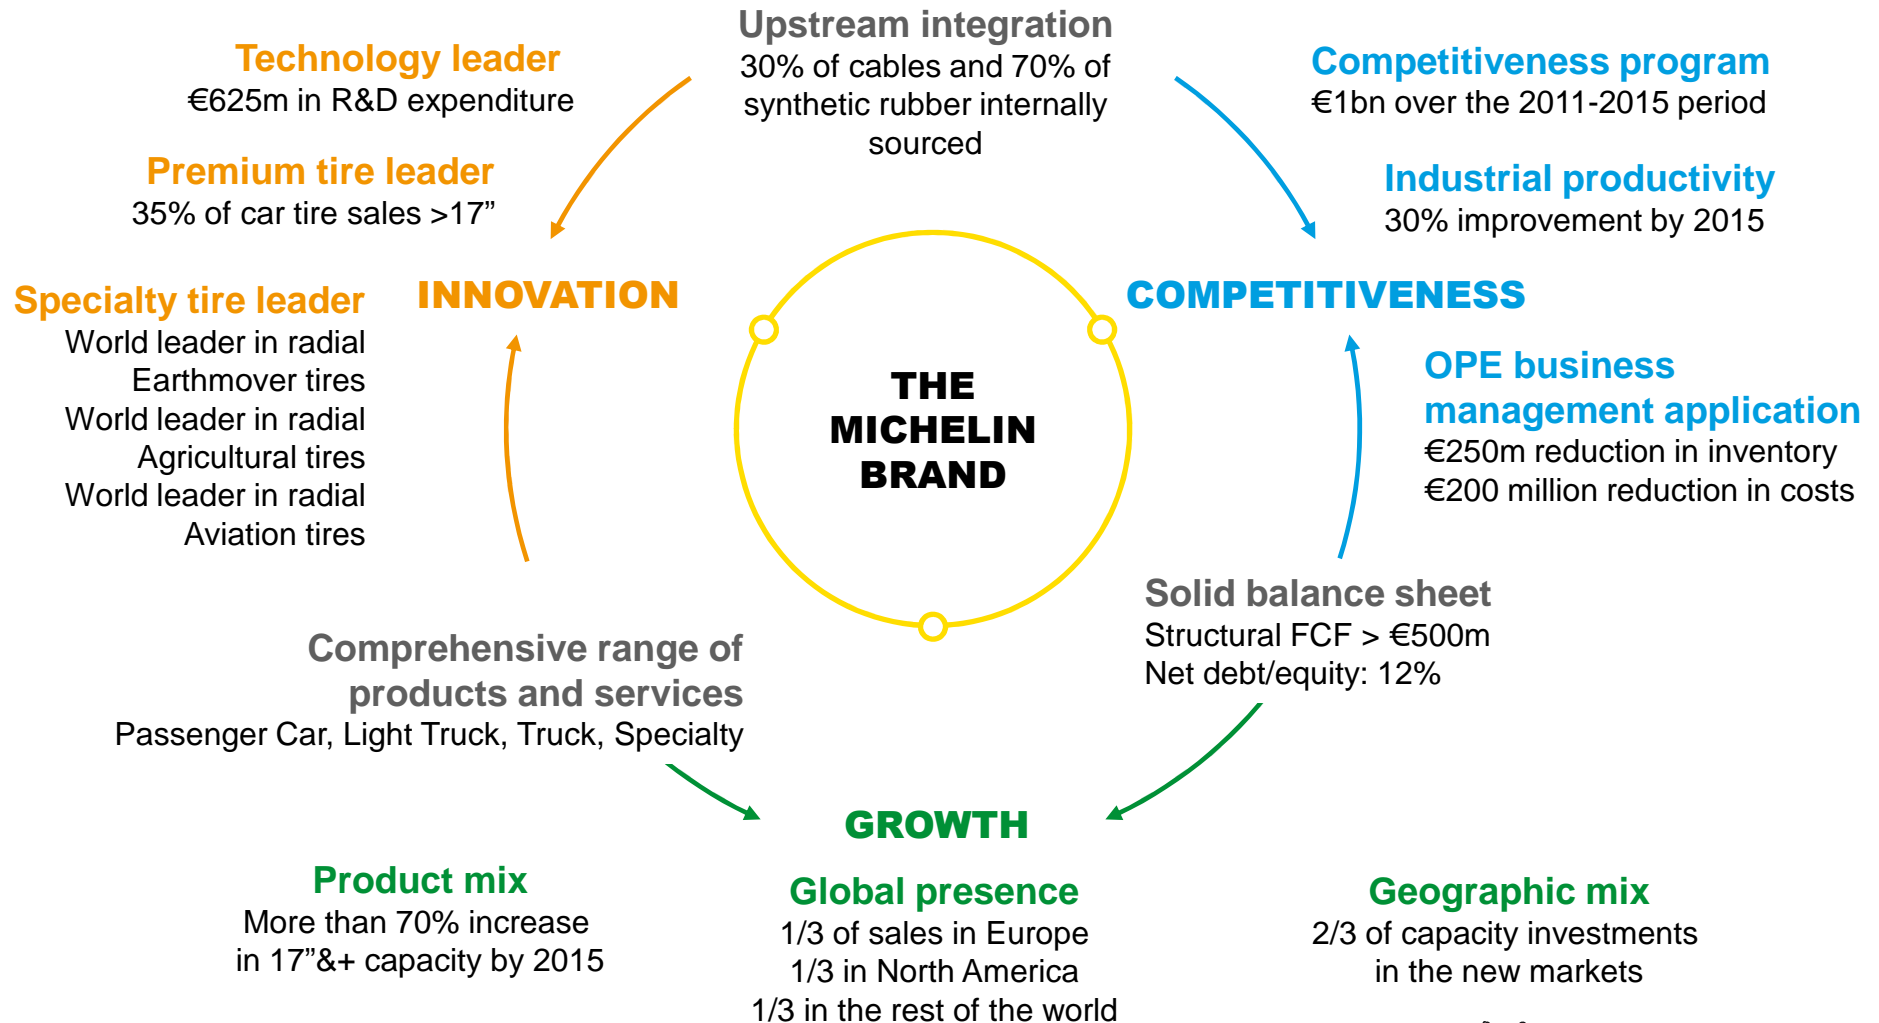 Upstream integration
30% of cables and 70% of
synthetic rubber internally
sourced
Technology leader
€625m in R&D expenditure
Premium tire leader
35% of car tire sales >17”
Specialty tire leader
World leader in radial
Earthmover tires
World leader in radial
Agricultural tires
World leader in radial
Aviation tires
INNOVATION
Competitiveness program
€1bn over the 2011-2015 period
Industrial productivity
30% improvement by 2015
COMPETITIVENESS
OPE business
management application
€250m reduction in inventory
€200 million reduction in costs
THE
MICHELIN
BRAND
Comprehensive range of
products and services
Passenger Car, Light Truck, Truck, Specialty
Solid balance sheet
Structural FCF > €500m
Net debt/equity: 12%
GROWTH
Product mix
More than 70% increase
in 17”&+ capacity by 2015
Global presence
1/3 of sales in Europe
1/3 in North America
1/3 in the rest of the world
Geographic mix
2/3 of capacity investments
in the new markets